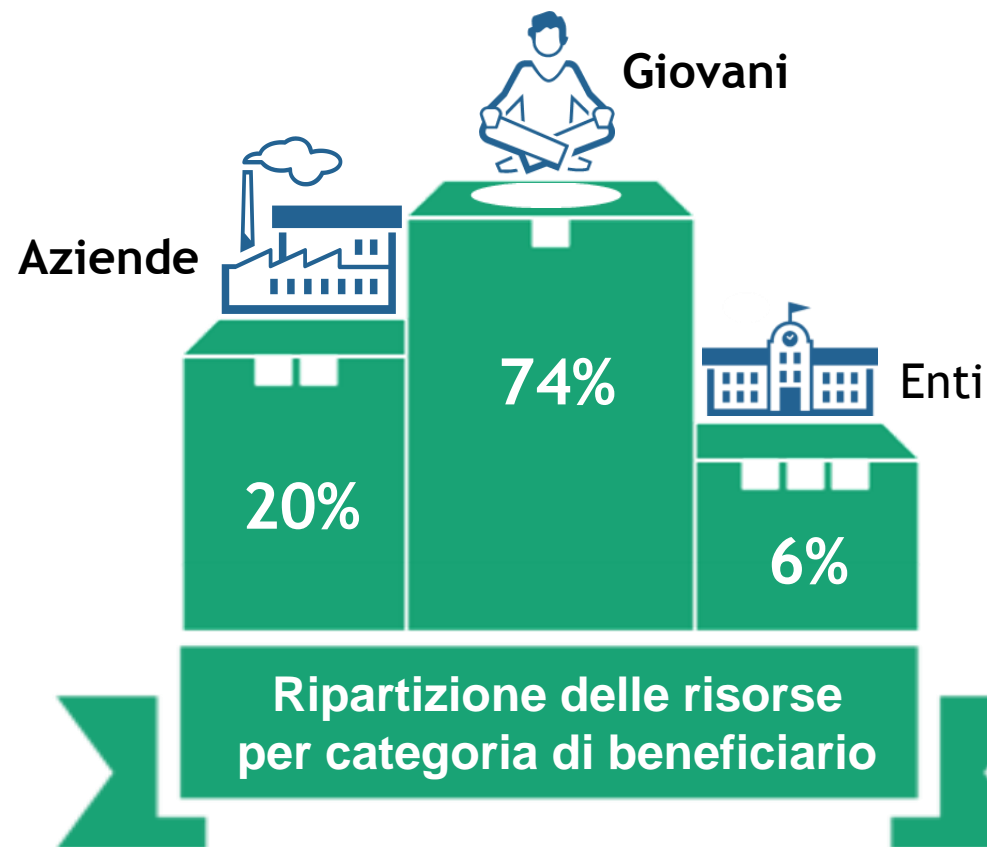 Giovani
Aziende
74%
Enti
20%
6%
Ripartizione delle risorse
per categoria di beneficiario